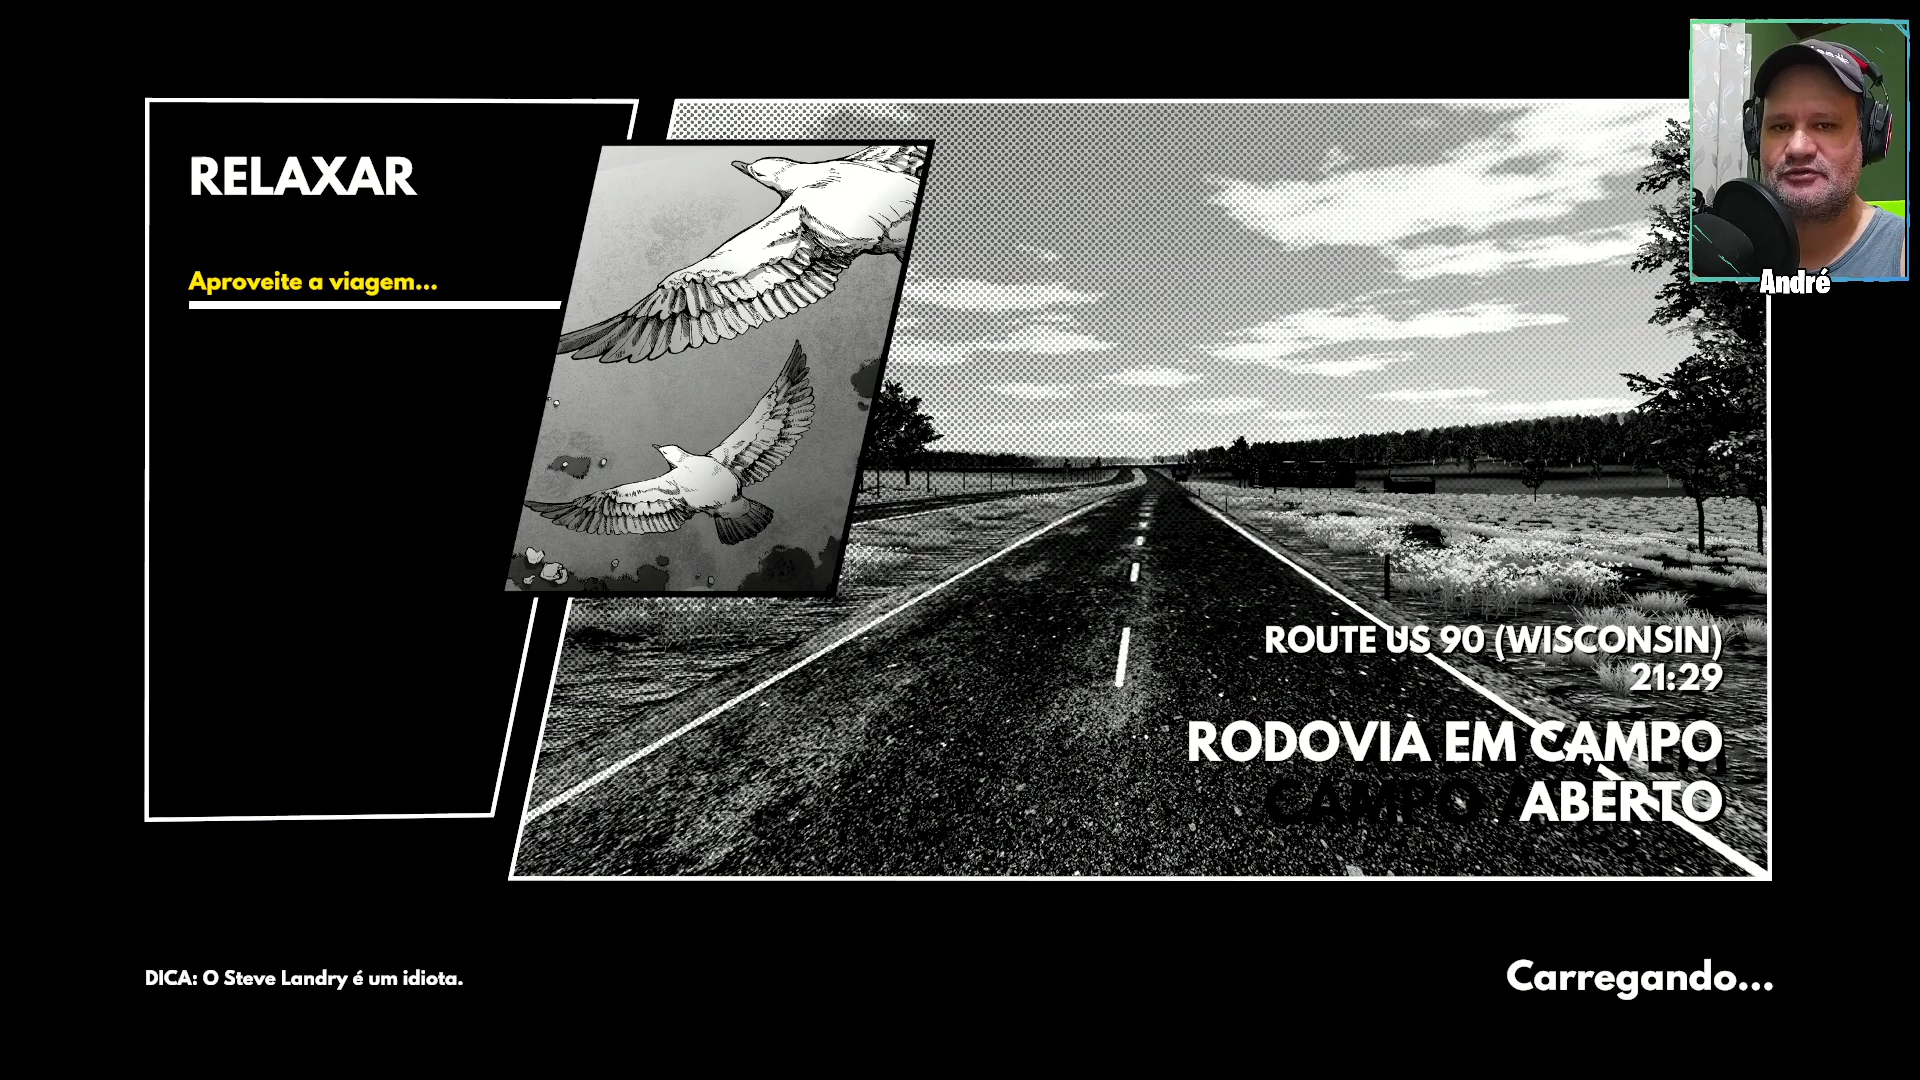 RELAXAR
Aproveite a viagem...
André
ROUTE US 90 (WISCONSIN)
21:29
RODOVIA EM CAMPO
ABERTO
DICA: O Steve Landry é um idiota.
Carregando...